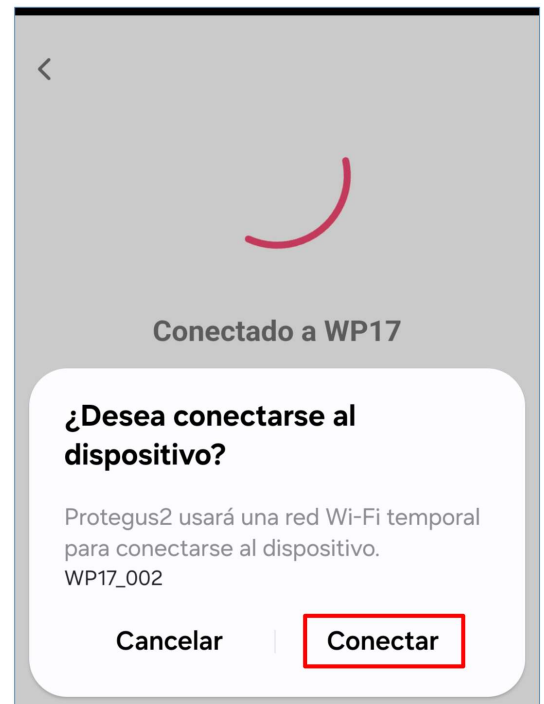 Conectado a WP17
¿Desea conectarse al
dispositivo?
Protegus2 usará una red Wi-Fi temporal
para conectarse al dispositivo.
WP17_002
Cancelar Conectar